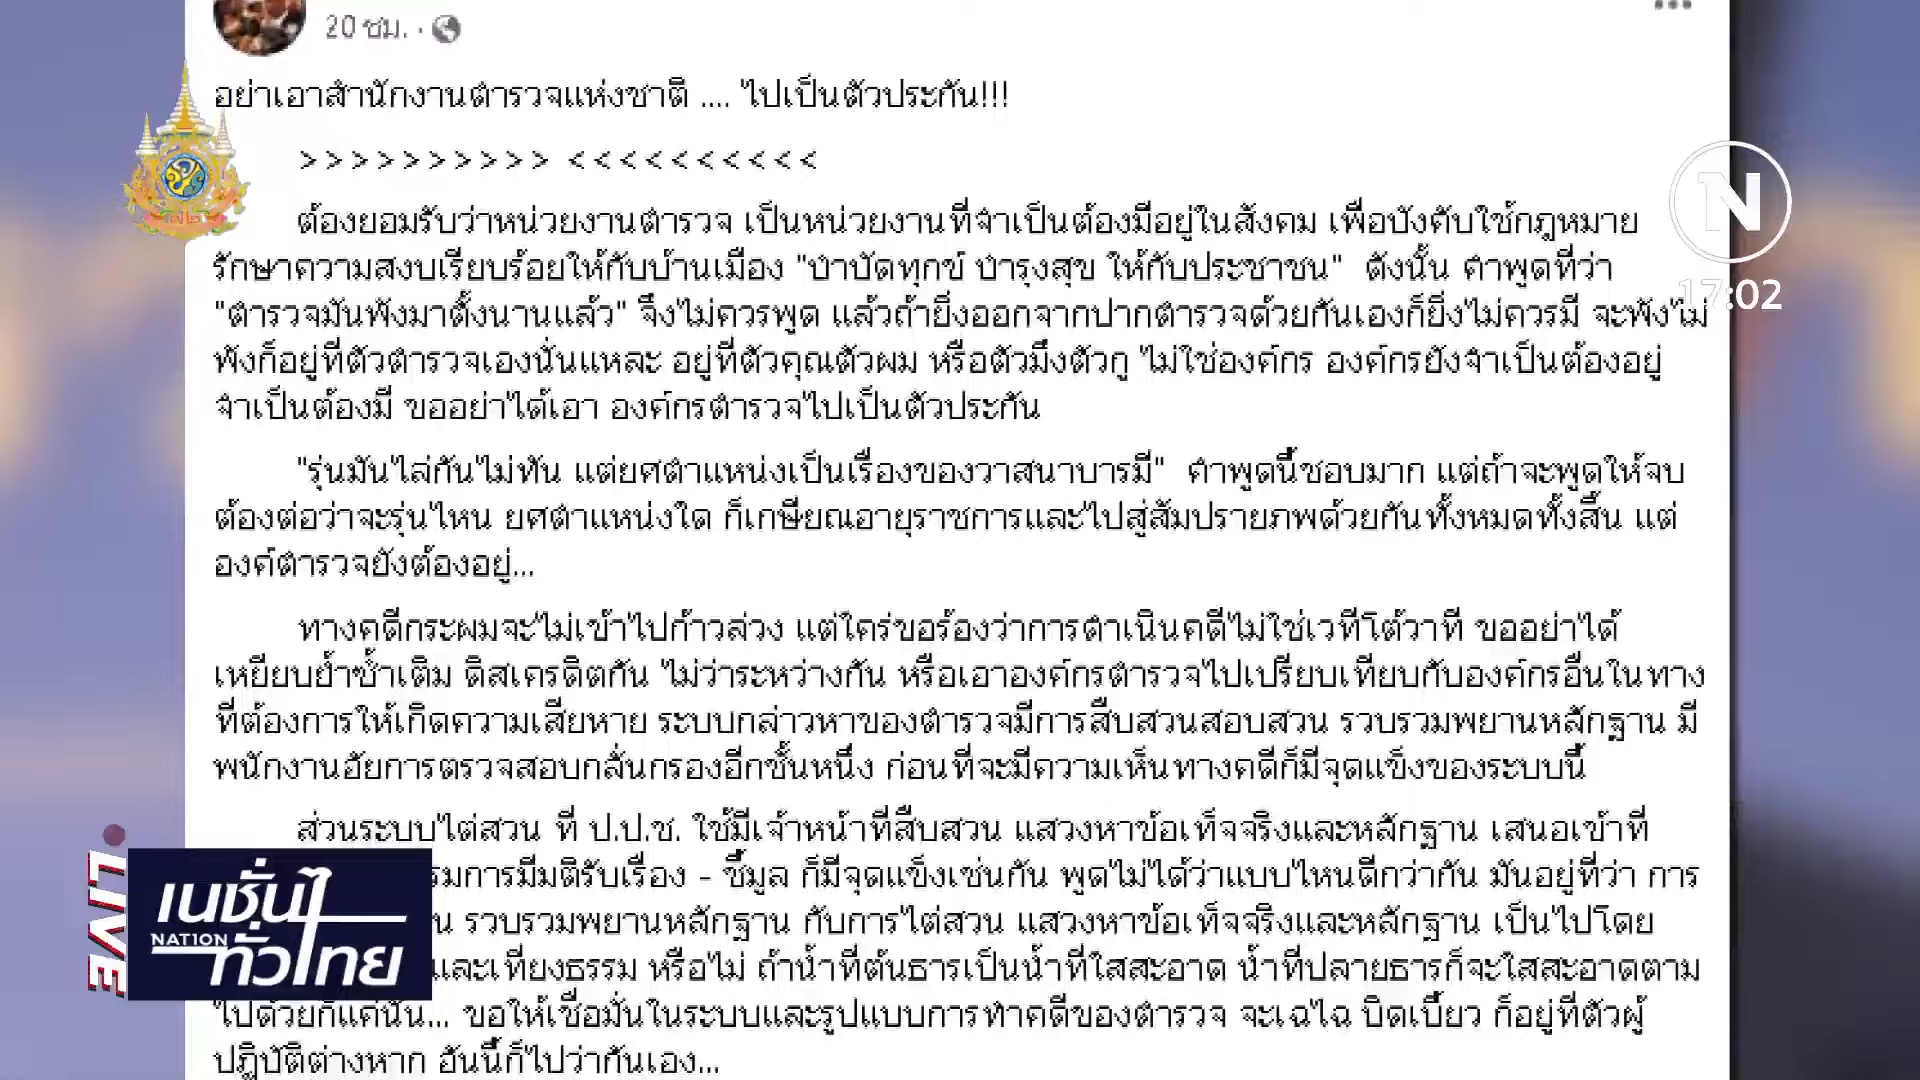 20 ชม. ·
อย่าเอาสำนักงานตำรวจแห่งชาติ .... ไปเป็นตัวประกัน!!!
> > > > > > > > > > < < < < < < < < < <
ต้องยอมรับว่าหน่วยงานตำรวจ เป็นหน่วยงานที่จำเป็นต้องมีอยู่ในสังคม เพื่อบังคับใช้กฎหมาย
รักษาความสงบเรียบร้อยให้กับบ้านเมือง "บำบัดทุกข์ บำรุงสุข ให้กับประชาชน" ดังนั้น คำพูดที่ว่า
"ตำรวจมันพังมาตั้งนานแล้ว" จึงไม่ควรพูด แล้วถ้ายิ่งออกจากปากตำรวจด้วยกันเองก็ยิ่งไม่ควรมี จะพังไม่
พังก็อยู่ที่ตัวตำรวจเองนั่นแหละ อยู่ที่ตัวคุณตัวผม หรือตัวมึงตัวกู ไม่ใช่องค์กร องค์กรยังจำเป็นต้องอยู่
จำเป็นต้องมี ขออย่าได้เอา องค์กรตำรวจไปเป็นตัวประกัน
"รุ่นมันไล่กันไม่ทัน แต่ยศตำแหน่งเป็นเรื่องของวาสนาบารมี" คำพูดนี้ชอบมาก แต่ถ้าจะพูดให้จบ
ต้องต่อว่าจะรุ่นไหน ยศตำแหน่งใด ก็เกษียณอายุราชการและไปสู่สัมปรายภพด้วยกันทั้งหมดทั้งสิ้น แต่
องค์ตำรวจยังต้องอยู่...
ทางคดีกระผมจะไม่เข้าไปก้าวล่วง แต่ใคร่ขอร้องว่าการดำเนินคดีไม่ใช่เวทีโต้วาที ขออย่าได้
เหยียบย่ำซ้ำเติม ดิสเครดิตกัน ไม่ว่าระหว่างกัน หรือเอาองค์กรตำรวจไปเปรียบเทียบกับองค์กรอื่นในทาง
ที่ต้องการให้เกิดความเสียหาย ระบบกล่าวหาของตำรวจมีการสืบสวนสอบสวน รวบรวมพยานหลักฐาน มี
พนักงานอัยการตรวจสอบกลั่นกรองอีกชั้นหนึ่ง ก่อนที่จะมีความเห็นทางคดีก็มีจุดแข็งของระบบนี้
ส่วนระบบไต่สวน ที่ ป.ป.ช. ใช้มีเจ้าหน้าที่สืบสวน แสวงหาข้อเท็จจริงและหลักฐาน เสนอเข้าที่
รมการมีมติรับเรื่อง - ชี้มูล ก็มีจุดแข็งเช่นกัน พูดไม่ได้ว่าแบบไหนดีกว่ากัน มันอยู่ที่ว่า การ
น รวบรวมพยานหลักฐาน กับการไต่สวน แสวงหาข้อเท็จจริงและหลักฐาน เป็นไปโดย
และเที่ยงธรรม หรือไม่ ถ้าน้ำที่ต้นธารเป็นน้ำที่ใสสะอาด น้ำที่ปลายธารก็จะใสสะอาดตาม
ไปด้วยก็แค่นั้น... ขอให้เชื่อมั่นในระบบและรูปแบบการทำคดีของตำรวจ จะเฉไฉ บิดเบี้ยว ก็อยู่ที่ตัวผู้
ปฏิบัติต่างหาก อันนี้ก็ไปว่ากันเอง...
N
17:02
LIVE
เนชั่น
NATION
ทั่วไทย